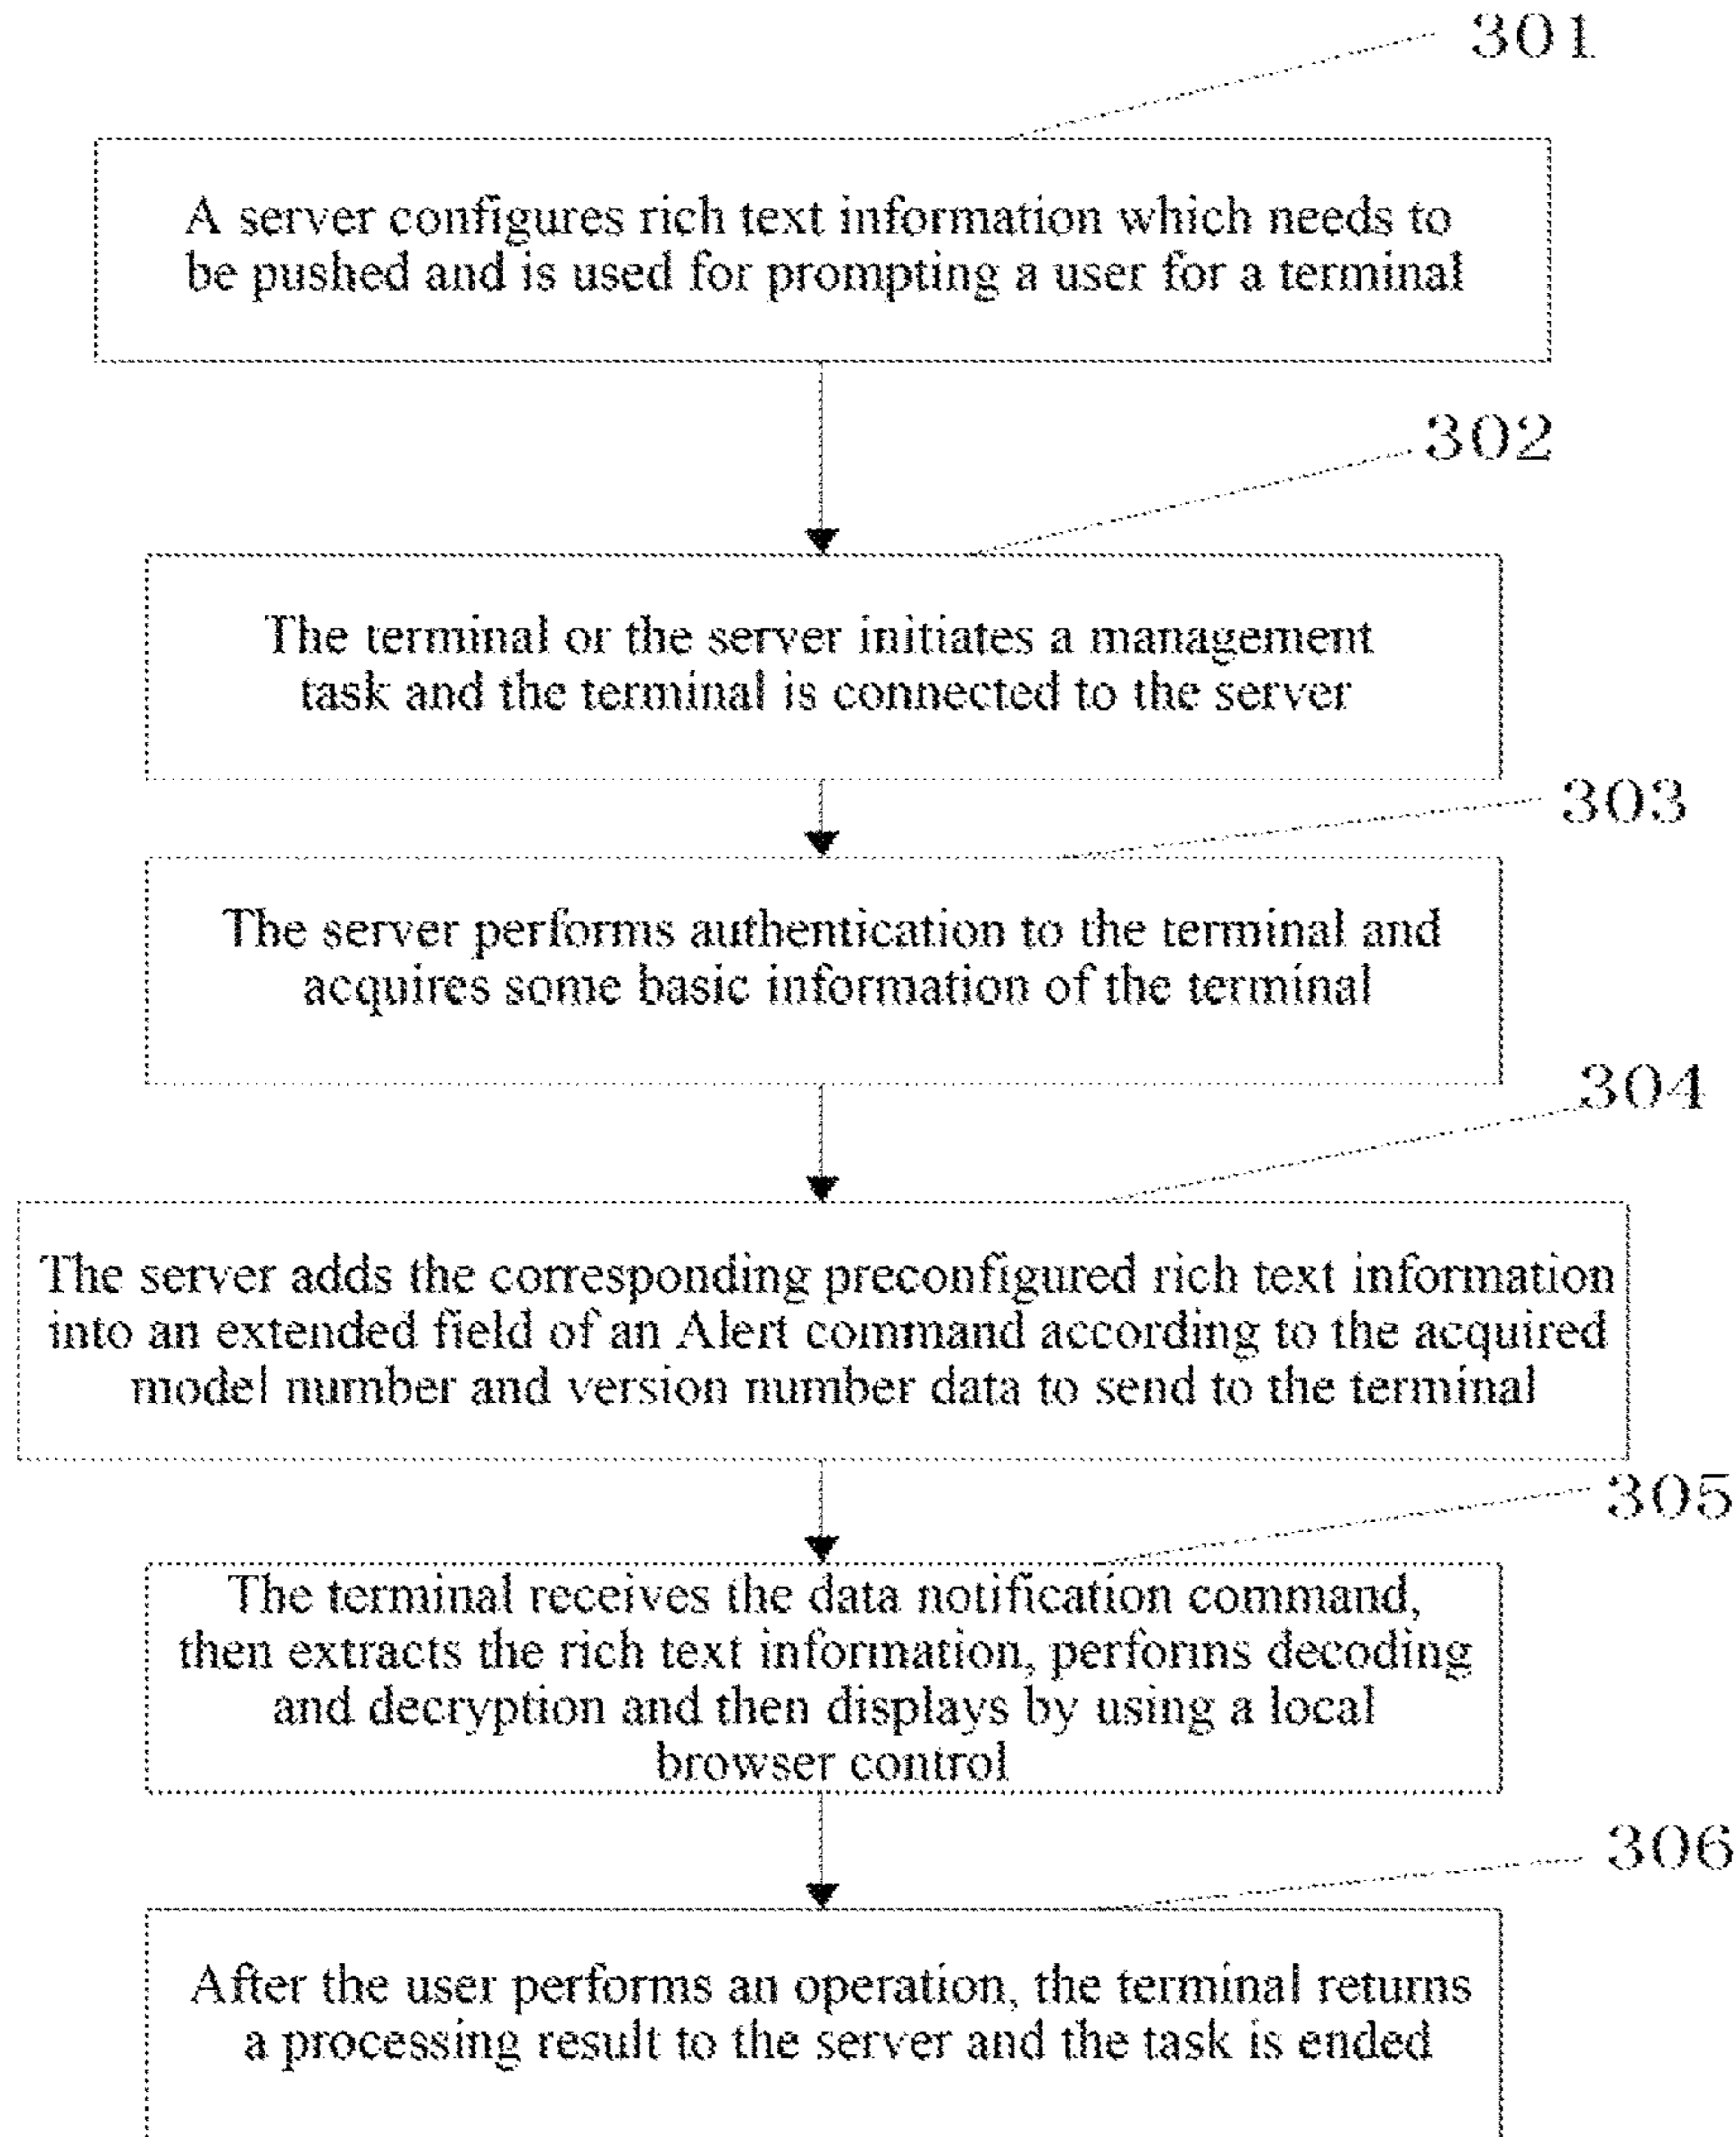 301
A server configures rich text information which needs to
be pushed and is used for prompting a user for a terminal
302
The terminal or the server initiates a management
task and the terminal is connected to the server
303
The server performs authentication to the terminal and
acquires some basic information of the terminal
304
The server adds the corresponding preconfigured rich text information
into an extended field of an Alert command according to the acquired
model number and version number data to send to the terminal
305
The terminal receives the data notification command,
then extracts the rich text information, performs decoding
and decryption and then displays by using a local
browser control
306
After the user performs an operation, the terminal returns
a processing result to the server and the task is ended